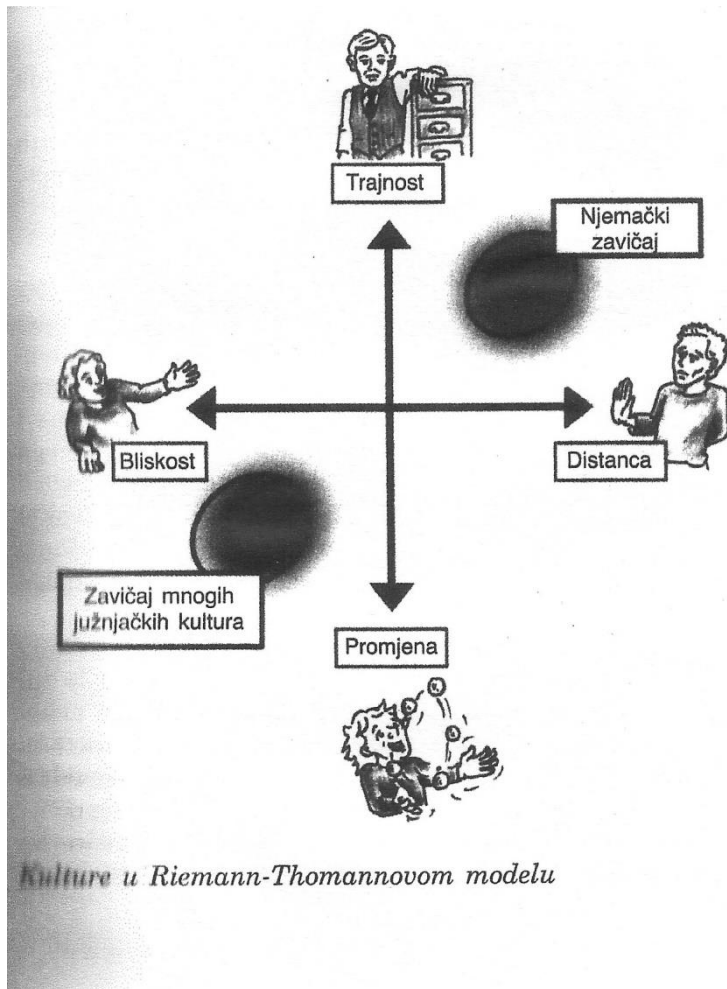 Trajnost
Njemački
zavičaj
Bliskost
Distanca
Zavičaj mnogih
južnjačkih kultura
Promjena
Kulture u Riemann-Thomannovom modelu